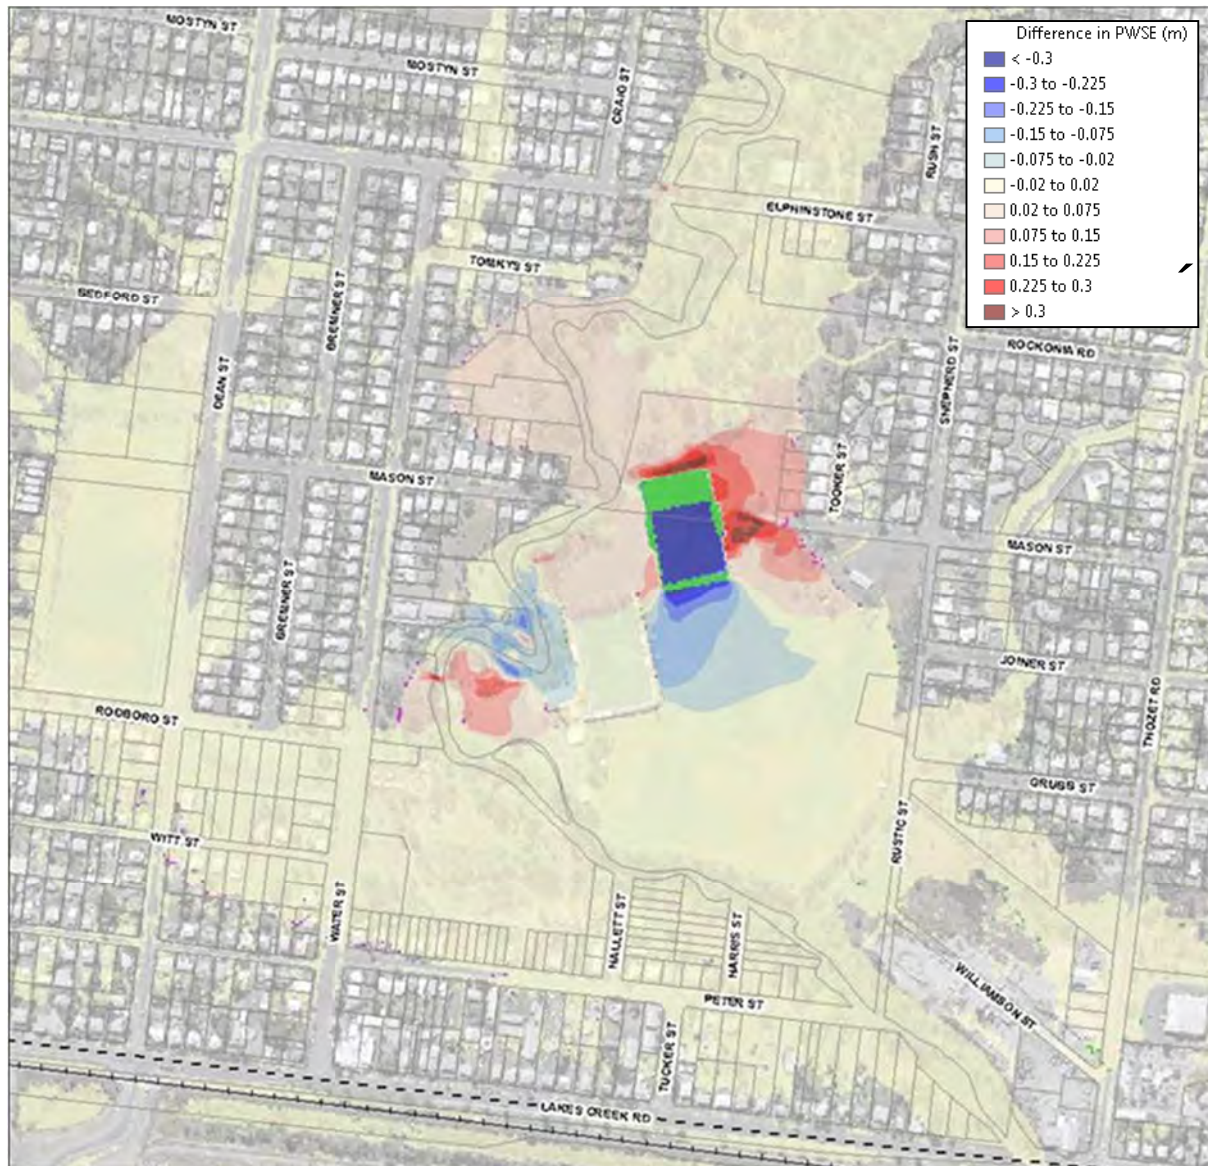 Difference in PWSE (m)
< -0.3
-0.3 to -0.225
-0.225 to -0.15
-0.15 to -0.075
-0.075 to -0.02
-0.02 to 0.02
0.02 to 0.075
0.075 to 0.15
0.15 to 0.225
0.225 to 0.3
> 0.3
MOSTYN ST
MOSTYN ST
CRAIG ST
RUSH ST
ELPHINSTONE ST
TOMKYS ST
BEDFORD ST
BREMNER ST
DEAN ST
ROCKONIA RD
SHEPHERD ST
TOOKER ST
MASON ST
MASON ST
BREMNER ST
JOINER ST
THOZET RD
RODBORO ST
GRUBB ST
RUSTIC ST
WITT ST
WATER ST
HALLETT ST
HARRIS ST
WILLIAMSON ST
PETER ST
TUCKER ST
LAKES CREEK RD